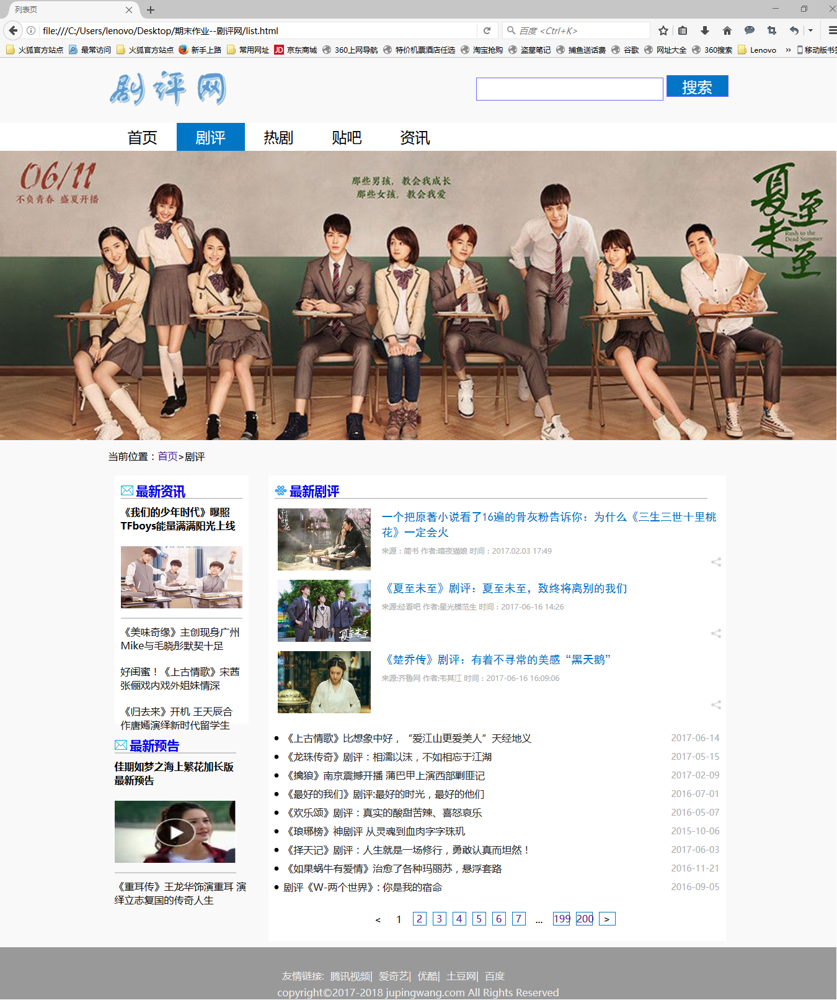 列表页
file:///C:/Users/lenovo/Desktop/期末作业--剧评网/list.html
百度 <Ctrl+K>
火狐官方站点 最常访问 火狐官方站点 新手上路 常用网址 JD 京东商城 360上网导航 特价机票酒店任选 淘宝抢购 盗墓笔记 捕鱼送话费 谷歌 网址大全 360搜索 Lenovo » 移动版书签
剧评网
搜索
首页 剧评 热剧 贴吧 资讯
06/11
不负青春 盛夏开播
那些男孩，教会我成长
那些女孩，教会我爱
夏至未至
Rush to the
Dead Summer
当前位置：首页>剧评
最新资讯
《我们的少年时代》曝照
TFboys能量满满阳光上线
《美味奇缘》主创现身广州
Mike与毛晓彤默契十足
好闺蜜！《上古情歌》宋茜
张俪戏内戏外姐妹情深
《归去来》开机 王天辰合
作唐嫣演绎新时代留学生
最新预告
佳期如梦之海上繁花加长版
最新预告
《重耳传》王龙华饰演重耳 演
绎立志复国的传奇人生
最新剧评
一个把原著小说看了16遍的骨灰粉告诉你：为什么《三生三世十里桃
花》一定会火
来源：简书 作者:暗夜猫娘 时间：2017.02.03 17:49
《夏至未至》剧评：夏至未至，致终将离别的我们
来源:经看吧 作者:星光模范生 时间：2017-06-16 14:26
夏至未至
《楚乔传》剧评：有着不寻常的美感“黑天鹅”
来源:齐鲁网 作者:韦其江 时间：2017-06-16 16:09:06
《上古情歌》比想象中好，“爱江山更爱美人”天经地义 2017-06-14
《龙珠传奇》剧评：相濡以沫，不如相忘于江湖 2017-05-15
《擒狼》南京震撼开播 蒲巴甲上演西部剿匪记 2017-02-09
《最好的我们》剧评:最好的时光，最好的他们 2016-07-01
《欢乐颂》剧评：真实的酸甜苦辣、喜怒哀乐 2016-05-07
《琅琊榜》神剧评 从灵魂到血肉字字珠玑 2015-10-06
《择天记》剧评：人生就是一场修行，勇敢认真而坦然！ 2017-06-03
《如果蜗牛有爱情》治愈了各种玛丽苏，悬浮套路 2016-11-21
剧评《W-两个世界》: 你是我的宿命 2016-09-05
< 1 2 3 4 5 6 7 ... 199 200 >
友情链接: 腾讯视频| 爱奇艺| 优酷| 土豆网| 百度
copyright©2017-2018 jupingwang.com All Rights Reserved